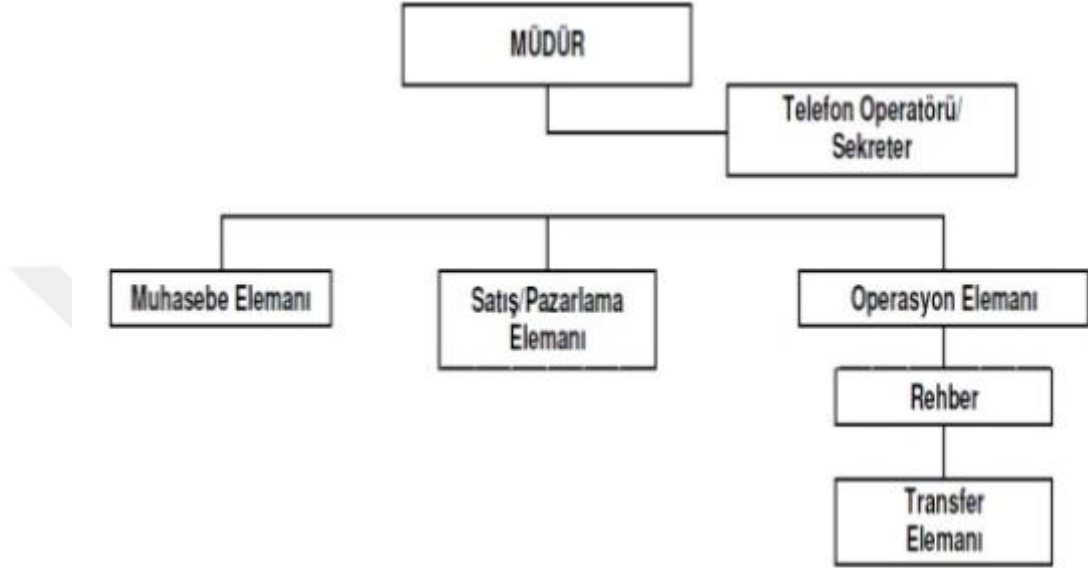 MÜDÜR
Telefon Operatörü/
Sekreter
Muhasebe Elemanı
Satış/Pazarlama
Elemanı
Operasyon Elemanı
Rehber
Transfer
Elemanı